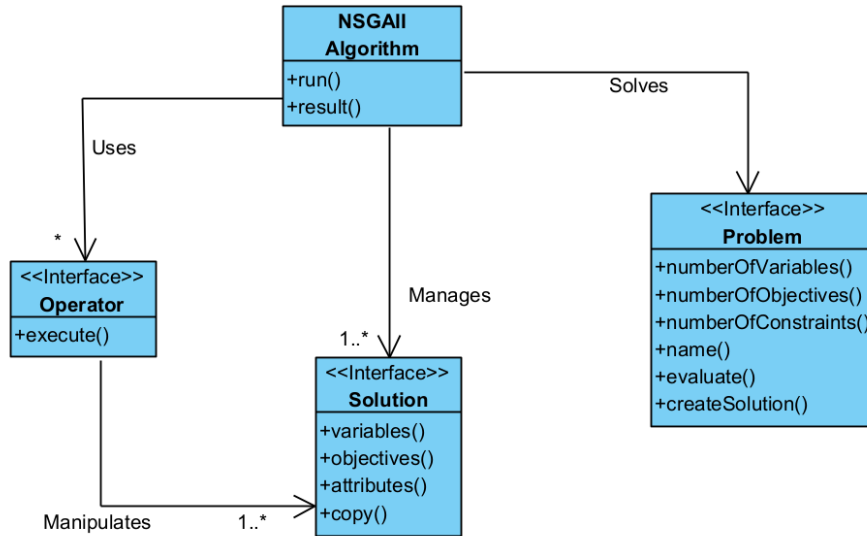 NSGAII
Algorithm
+run()
+result()
Solves
Uses
*
<<Interface>>
Operator
+execute()
<<Interface>>
Problem
+numberOfVariables()
+numberOfObjectives()
+numberOfConstraints()
+name()
+evaluate()
+createSolution()
Manages
1..*
<<Interface>>
Solution
+variables()
+objectives()
+attributes()
+copy()
Manipulates
1..*